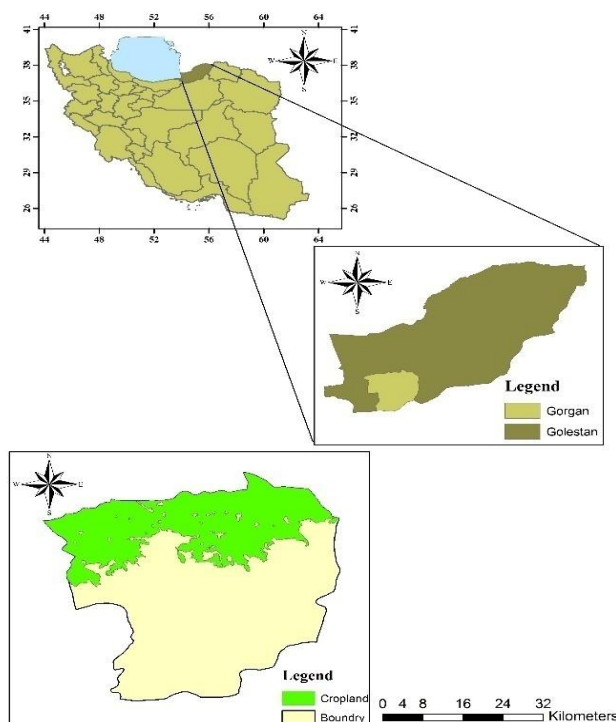 44 48 52 56 60 64
41 41
38 38
35 35
32 32
29 29
26 26
N
W E
S
44 48 52 56 60 64
N
W E
S
Legend
Gorgan
Golestan
N
W E
S
Legend
Cropland
Boundry
0 4 8 16 24 32
Kilometers